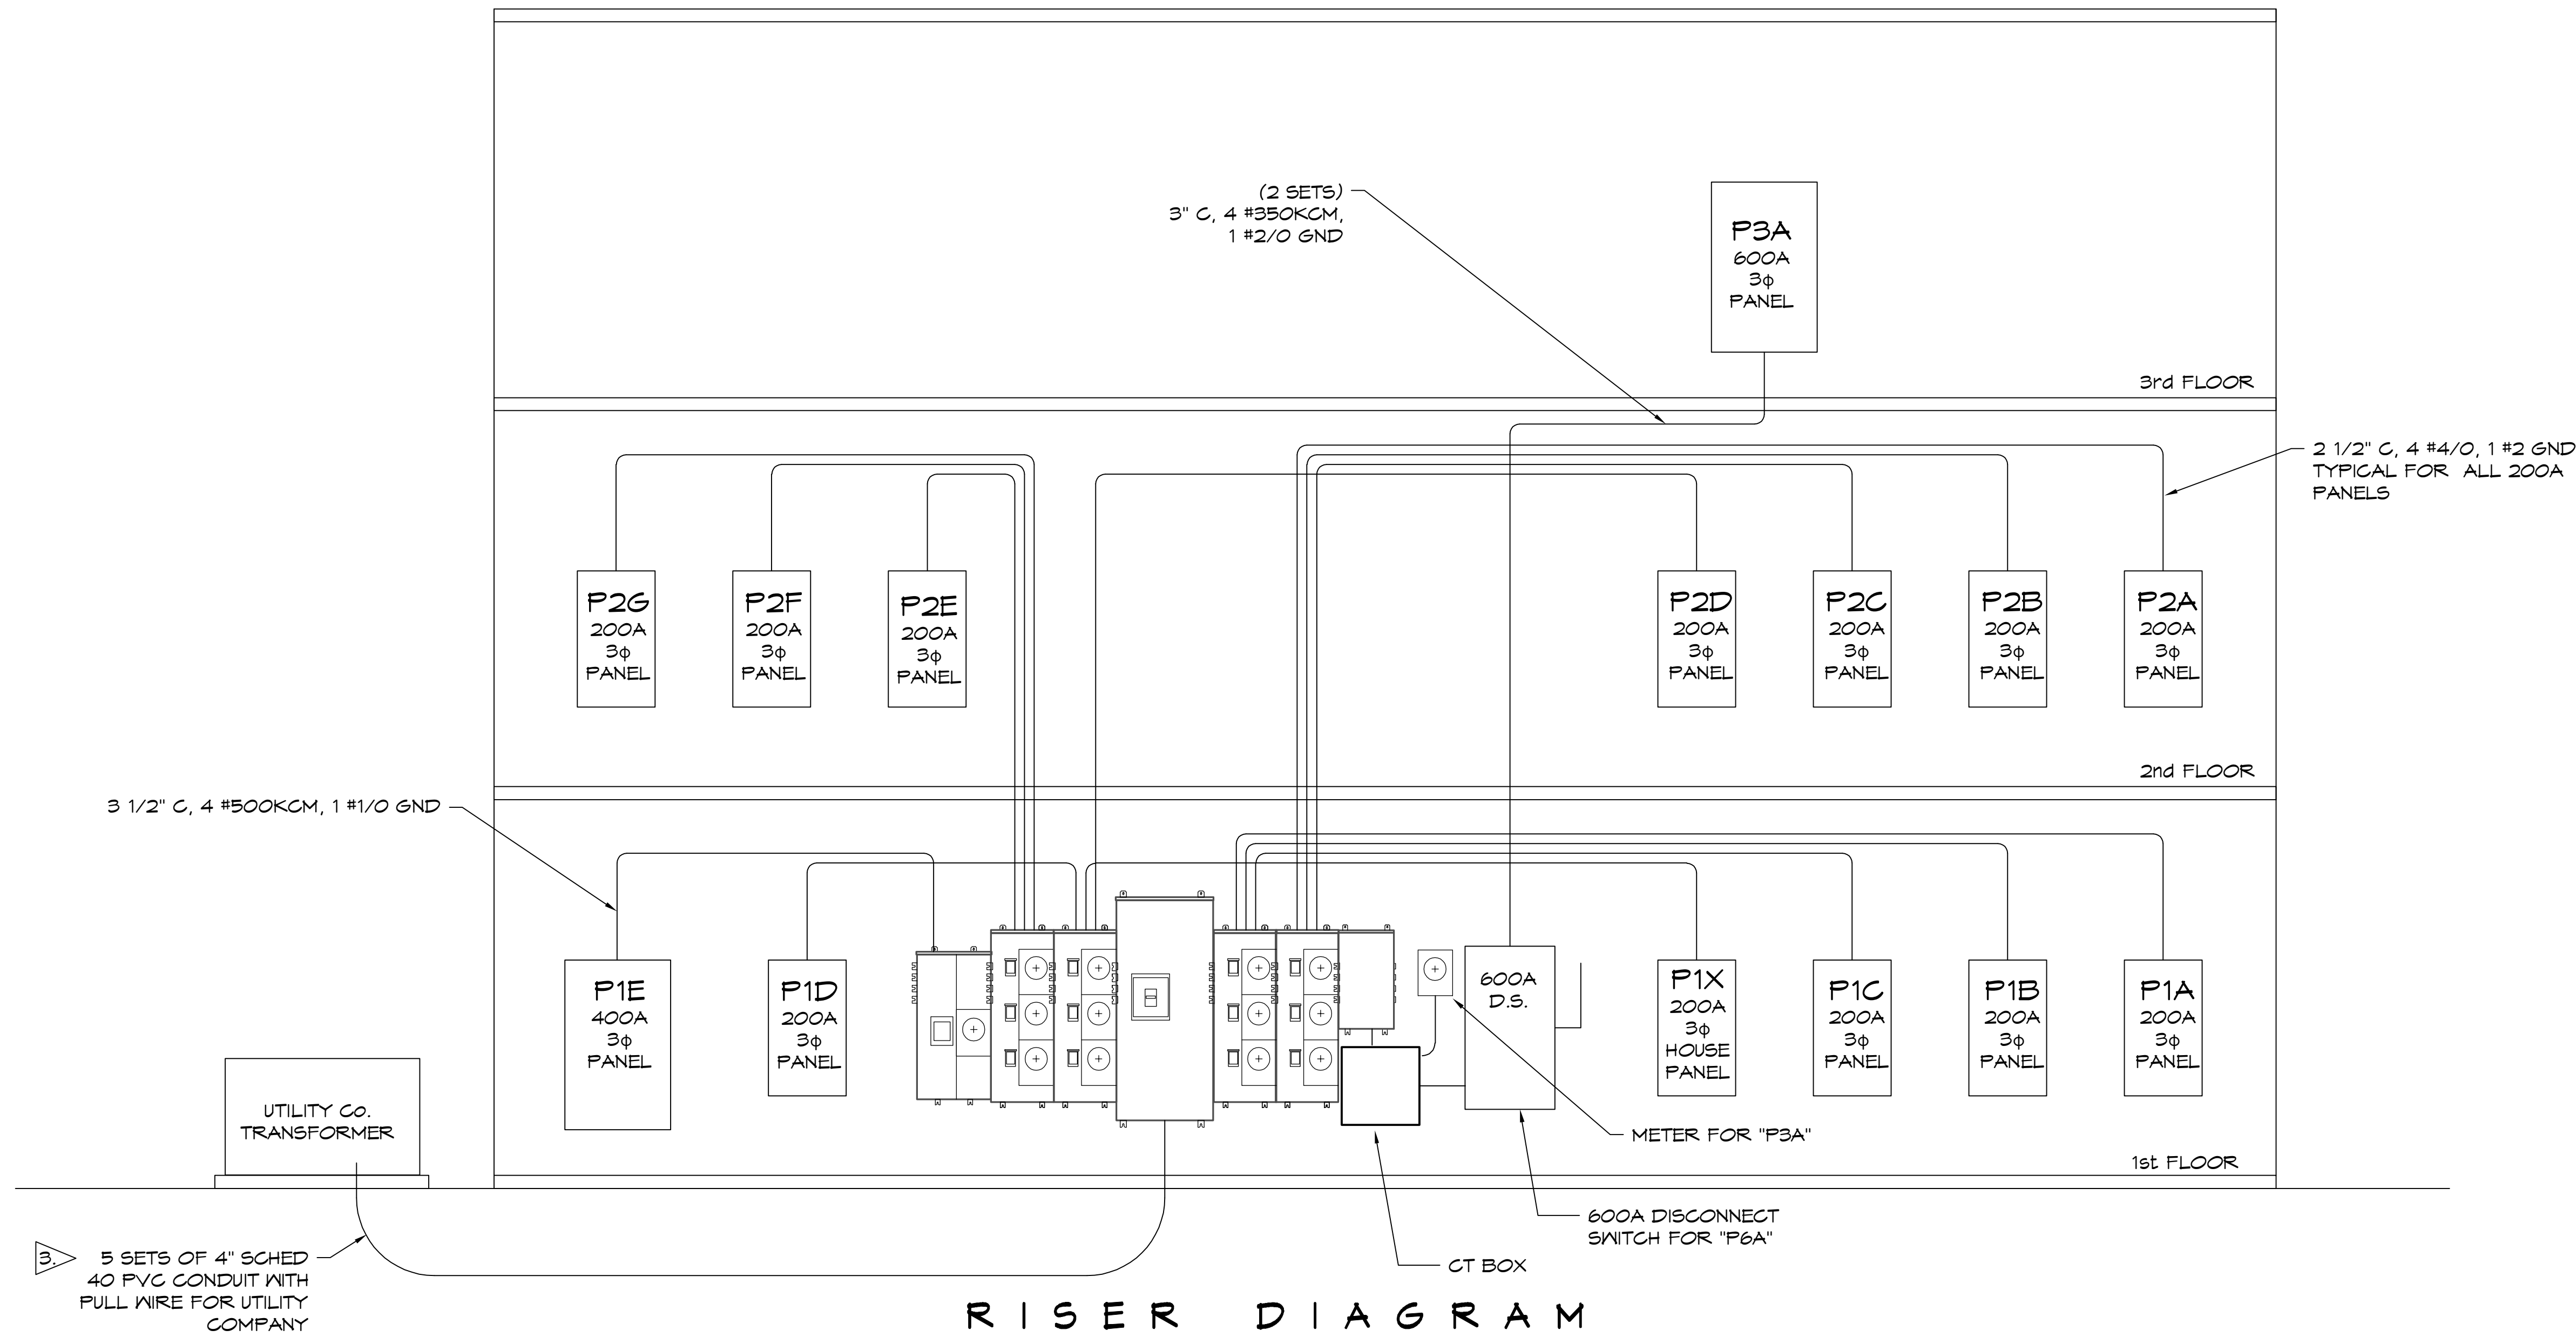 (2 SETS)
3" C, 4 #350KCM,
1 #2/0 GND
P3A
600A
3ϕ
PANEL
3rd FLOOR
2 1/2" C, 4 #4/0, 1 #2 GND
TYPICAL FOR ALL 200A
PANELS
P2G
200A
3ϕ
PANEL
P2F
200A
3ϕ
PANEL
P2E
200A
3ϕ
PANEL
P2D
200A
3ϕ
PANEL
P2C
200A
3ϕ
PANEL
P2B
200A
3ϕ
PANEL
P2A
200A
3ϕ
PANEL
2nd FLOOR
3 1/2" C, 4 #500KCM, 1 #1/0 GND
P1E
400A
3ϕ
PANEL
P1D
200A
3ϕ
PANEL
600A
D.S.
P1X
200A
3ϕ
HOUSE
PANEL
P1C
200A
3ϕ
PANEL
P1B
200A
3ϕ
PANEL
P1A
200A
3ϕ
PANEL
UTILITY Co.
TRANSFORMER
METER FOR "P3A"
1st FLOOR
600A DISCONNECT
SWITCH FOR "P6A"
CT BOX
3.
5 SETS OF 4" SCHED
40 PVC CONDUIT WITH
PULL WIRE FOR UTILITY
COMPANY
RISER DIAGRAM